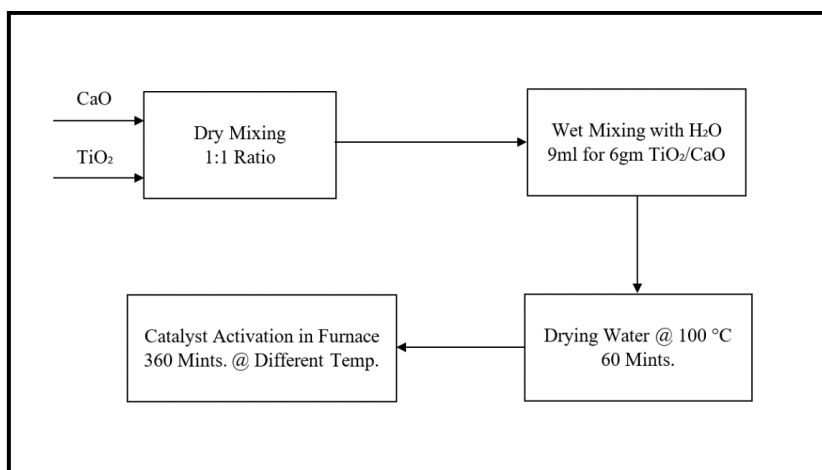 CaO
TiO₂
Dry Mixing
1:1 Ratio
Wet Mixing with H₂O
9ml for 6gm TiO₂/CaO
Drying Water @ 100 °C
60 Mints.
Catalyst Activation in Furnace
360 Mints. @ Different Temp.